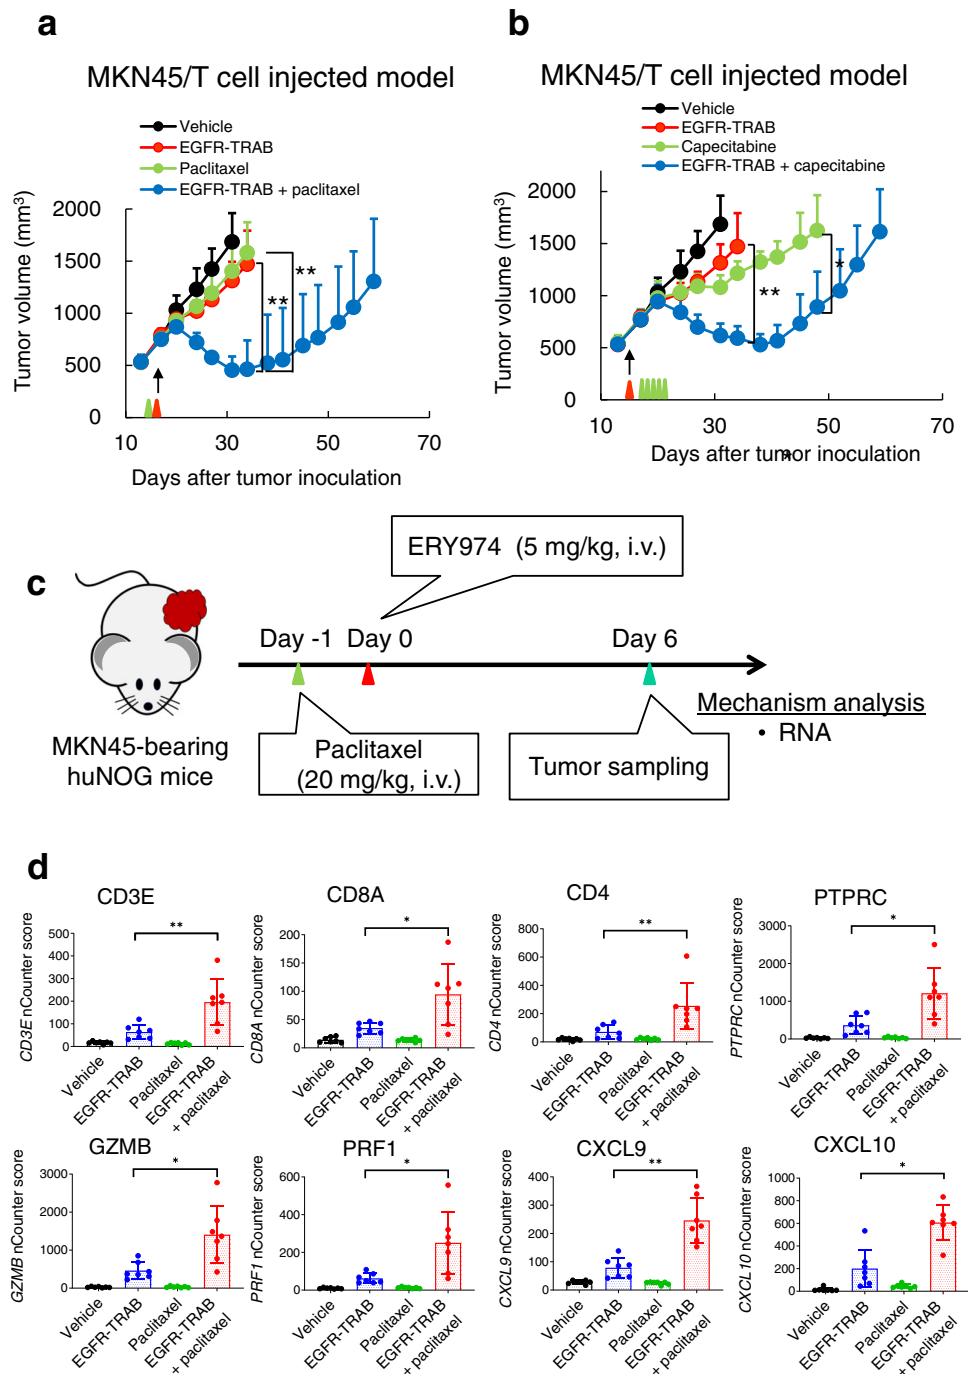 a
MKN45/T cell injected model
Vehicle
EGFR-TRAB
Paclitaxel
EGFR-TRAB + paclitaxel
Tumor volume (mm³)
2000
1500
1000
500
0
**
**
10
30
50
70
Days after tumor inoculation
b
MKN45/T cell injected model
Vehicle
EGFR-TRAB
Capecitabine
EGFR-TRAB + capecitabine
Tumor volume (mm³)
2000
1500
1000
500
0
**
*
10
30
50
70
Days after tumor inoculation
*
c
ERY974 (5 mg/kg, i.v.)
Day -1
Day 0
Day 6
MKN45-bearing
huNOG mice
Paclitaxel
(20 mg/kg, i.v.)
Tumor sampling
Mechanism analysis
• RNA
d
CD3E
CD3E nCounter score
500
400
300
200
100
0
**
Vehicle
EGFR-TRAB
Paclitaxel
EGFR-TRAB
+ paclitaxel
CD8A
CD8A nCounter score
200
150
100
50
0
*
Vehicle
EGFR-TRAB
Paclitaxel
EGFR-TRAB
+ paclitaxel
CD4
CD4 nCounter score
800
600
400
200
0
**
Vehicle
EGFR-TRAB
Paclitaxel
EGFR-TRAB
+ paclitaxel
PTPRC
PTPRC nCounter score
3000
2000
1000
0
*
Vehicle
EGFR-TRAB
Paclitaxel
EGFR-TRAB
+ paclitaxel
GZMB
GZMB nCounter score
3000
2000
1000
0
*
Vehicle
EGFR-TRAB
Paclitaxel
EGFR-TRAB
+ paclitaxel
PRF1
PRF1 nCounter score
600
400
200
0
*
Vehicle
EGFR-TRAB
Paclitaxel
EGFR-TRAB
+ paclitaxel
CXCL9
CXCL9 nCounter score
400
300
200
100
0
**
Vehicle
EGFR-TRAB
Paclitaxel
EGFR-TRAB
+ paclitaxel
CXCL10
CXCL10 nCounter score
1000
800
600
400
200
0
*
Vehicle
EGFR-TRAB
Paclitaxel
EGFR-TRAB
+ paclitaxel